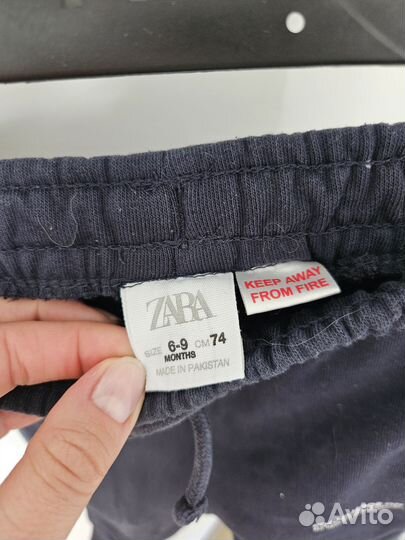 ZARA
SIZE 6-9 MONTHS CM 74
MADE IN PAKISTAN
KEEP AWAY
FROM FIRE
Avito